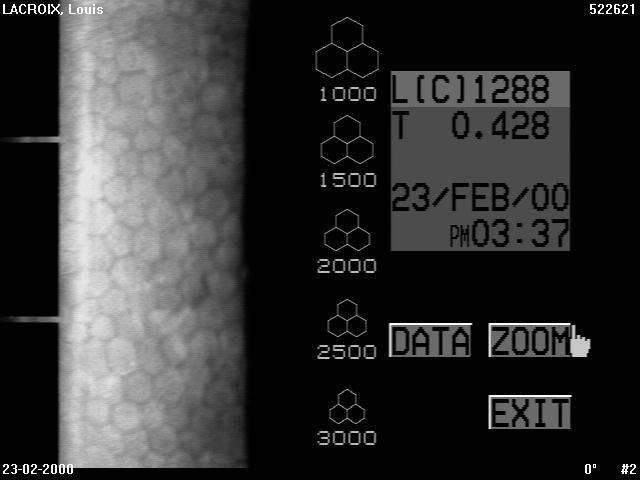 LACROIX, Louis
522621
1000
L[C]1288
T 0.428
1500
23/FEB/00
PM03:37
2000
2500
DATA
ZOOM
EXIT
3000
23-02-2000
0°
#2